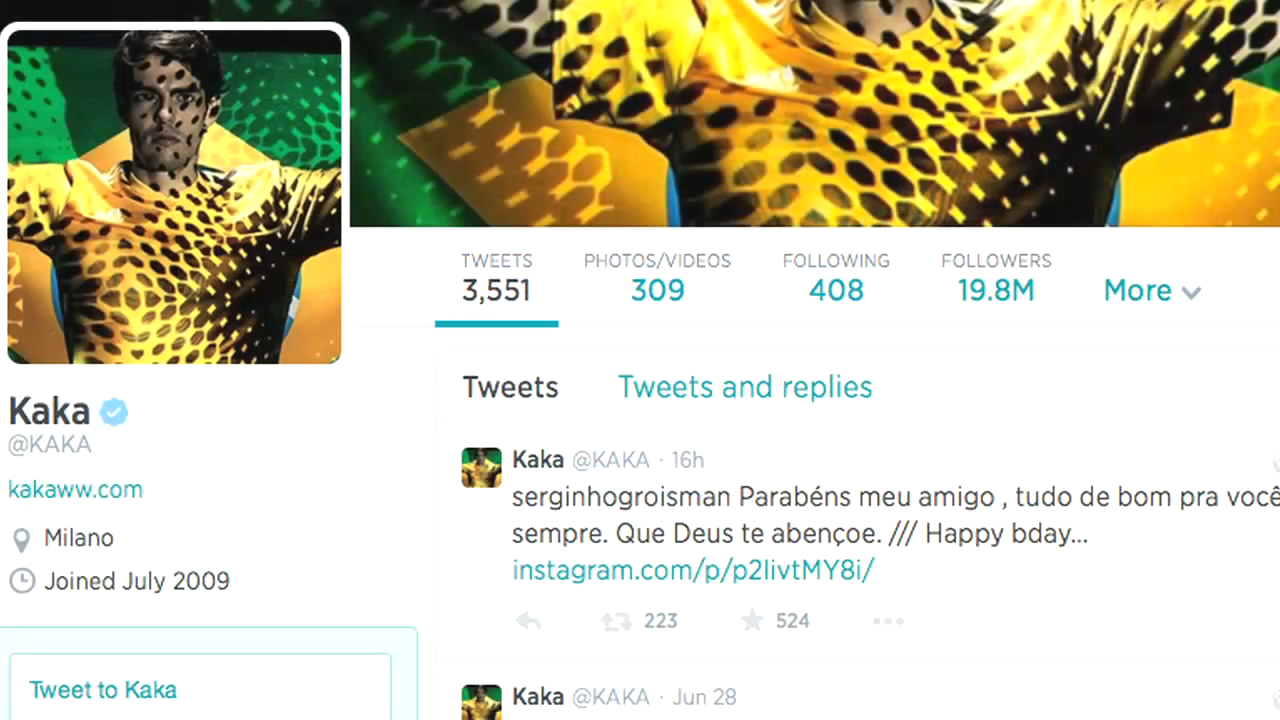 TWEETS PHOTOS/VIDEOS FOLLOWING FOLLOWERS
3,551 309 408 19.8M More
Tweets Tweets and replies
Kaka
@KAKA
kakaww.com
Milano
Joined July 2009
Tweet to Kaka
Kaka @KAKA · 16h
serginhogroisman Parabéns meu amigo , tudo de bom pra você
sempre. Que Deus te abençoe. /// Happy bday...
instagram.com/p/p2IivtMY8i/
223 524
Kaka @KAKA · Jun 28